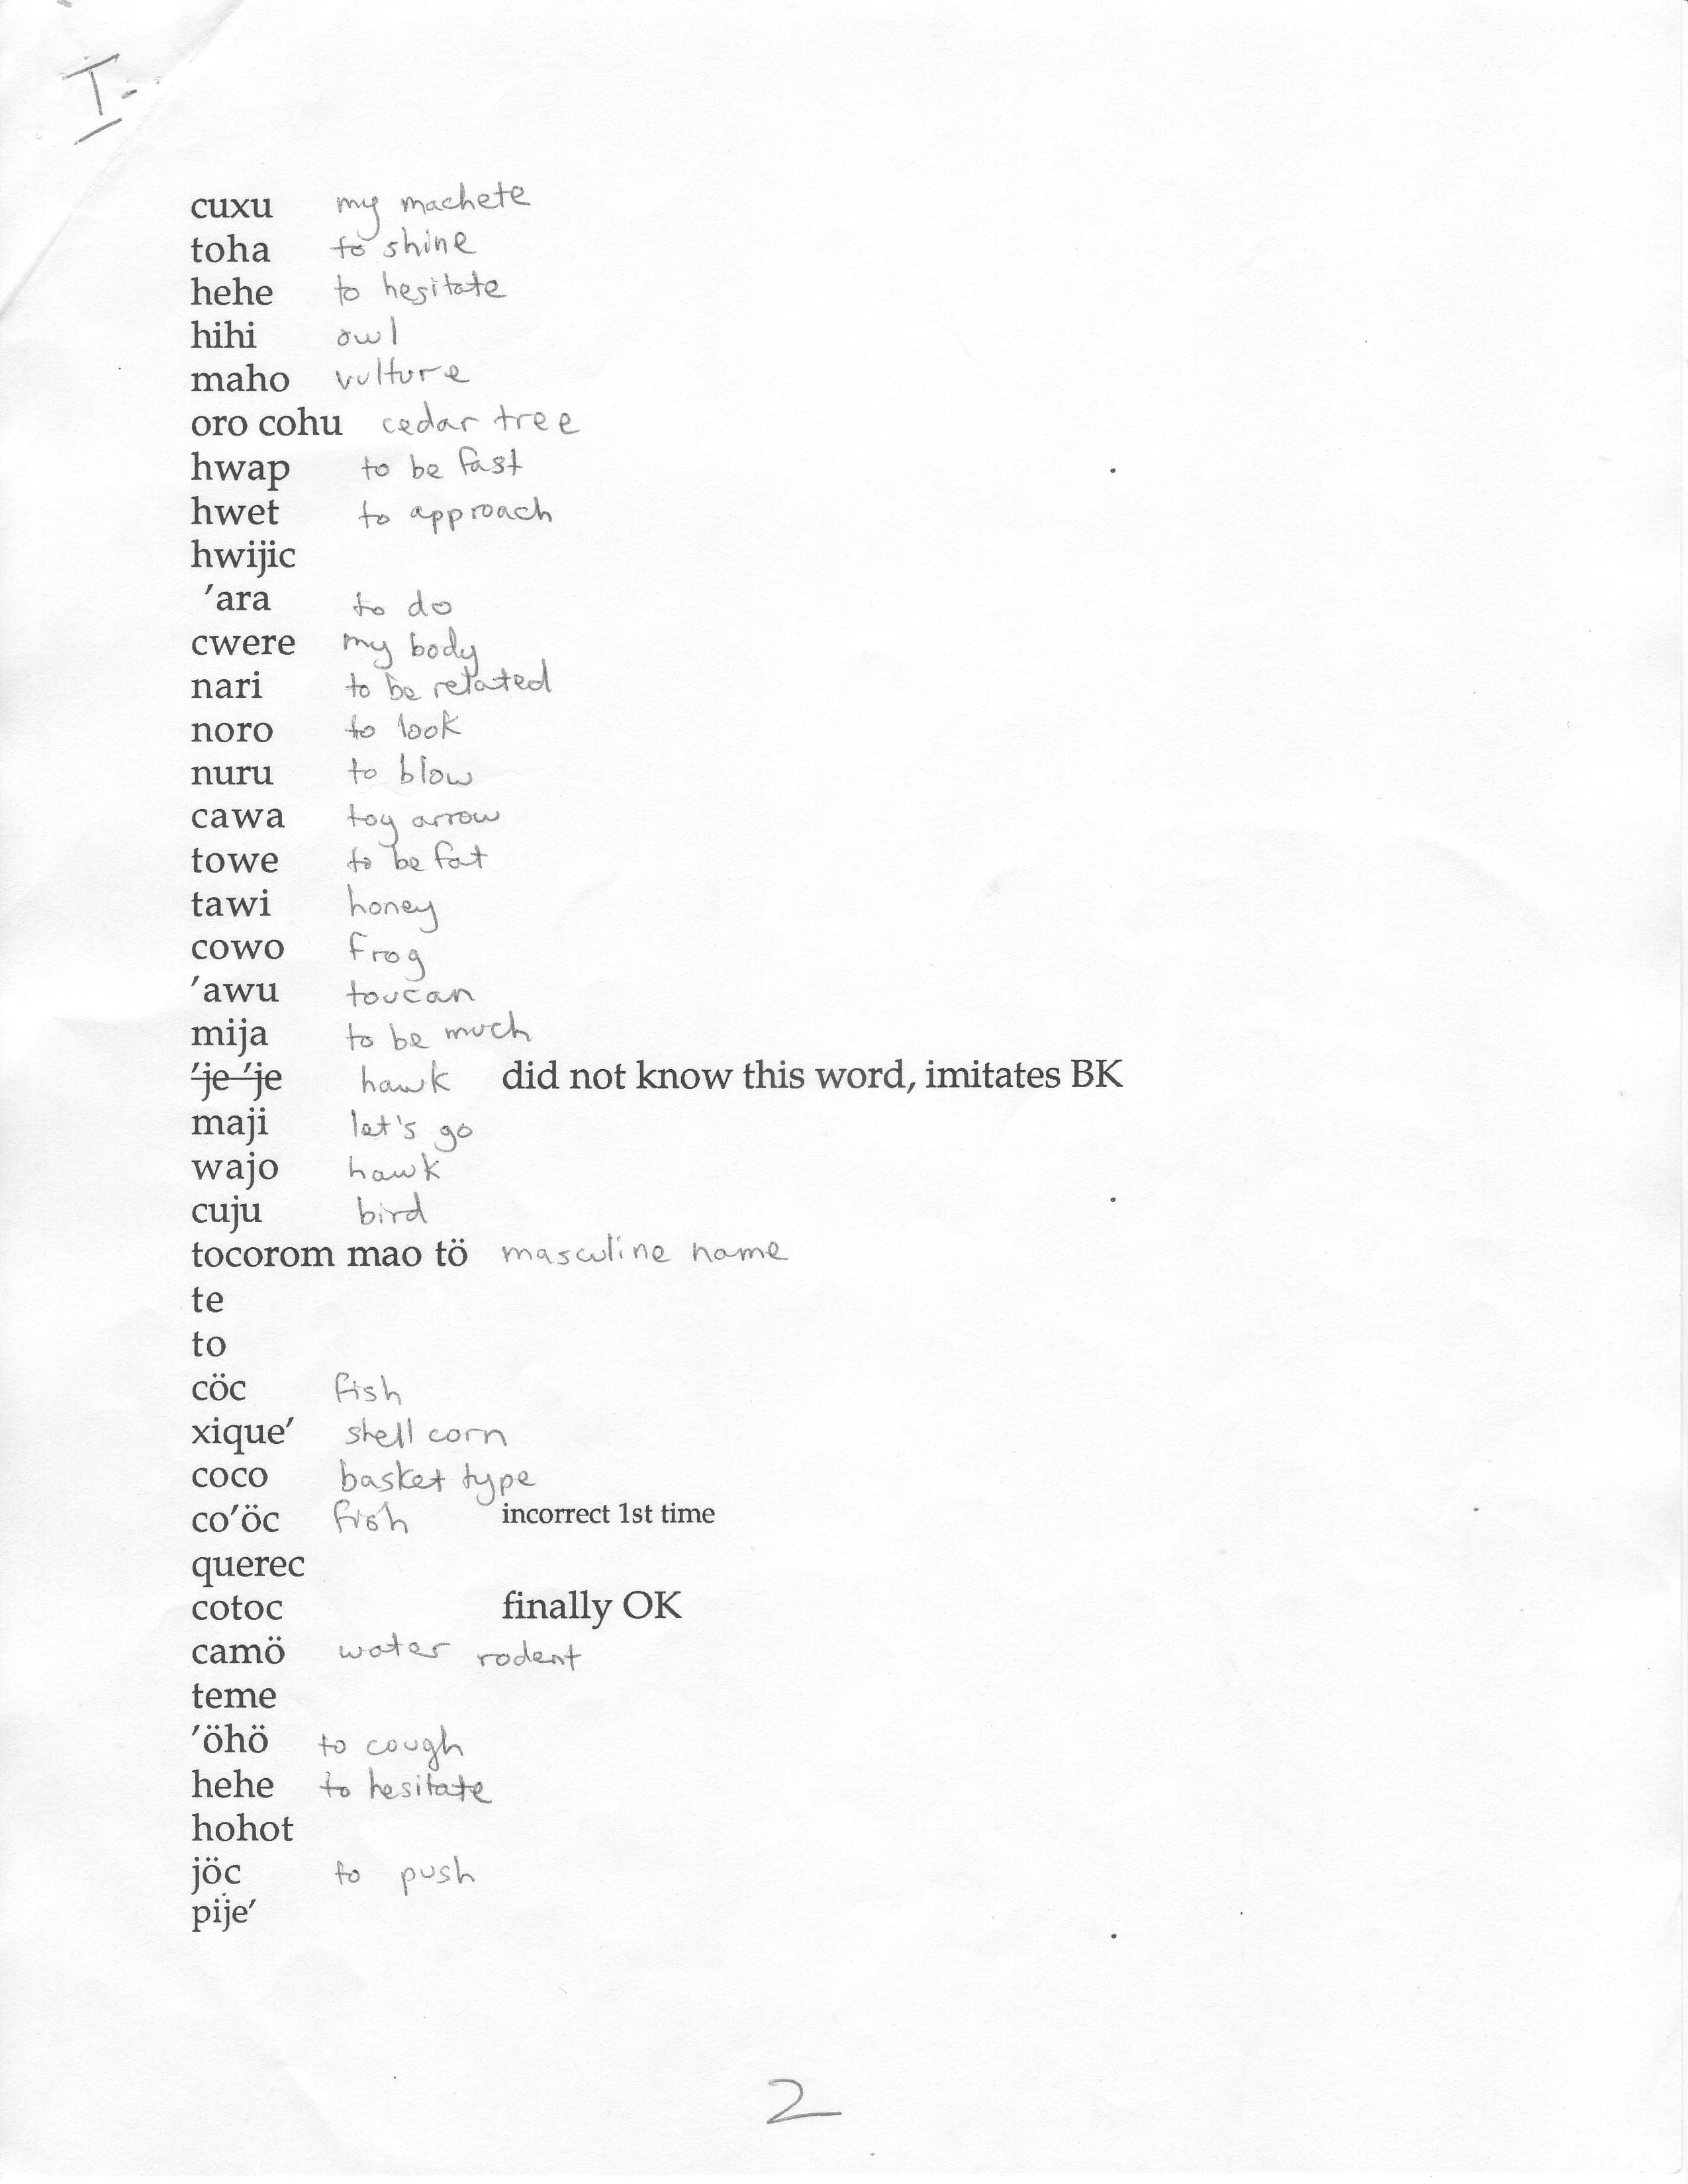 I-
cuxu my machete
toha to shine
hehe to hesitate
hihi owl
maho vulture
oro cohu cedar tree
hwap to be fast
hwet to approach
hwijic
'ara to do
cwere my body
nari to be related
noro to look
nuru to blow
cawa toy arrow
towe to be fat
tawi honey
cowo frog
'awu toucan
mija to be much
'je 'je hawk did not know this word, imitates BK
maji let's go
wajo hawk
cuju bird
tocorom mao tö masculine name
te
to
cöc fish
xique' shell corn
coco basket type
co'öc fish incorrect 1st time
querec
cotoc finally OK
camö water rodent
teme
'öhö to cough
hehe to hesitate
hohot
jöc to push
pije'
2